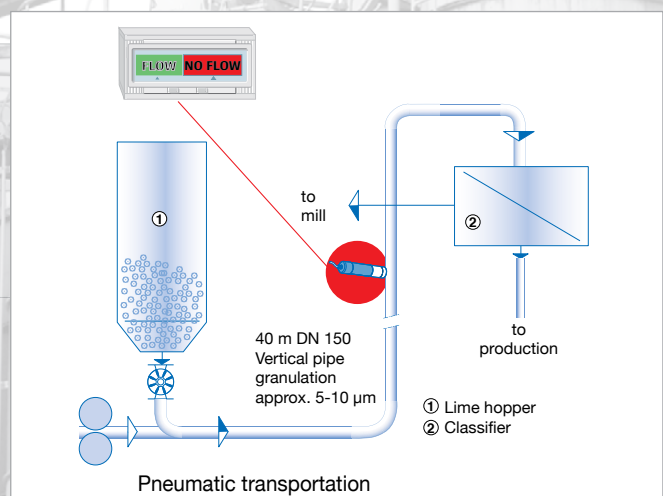 FLOW NO FLOW
①
to
mill
②
to
production
40 m DN 150
Vertical pipe
granulation
approx. 5-10 µm
① Lime hopper
② Classifier
Pneumatic transportation